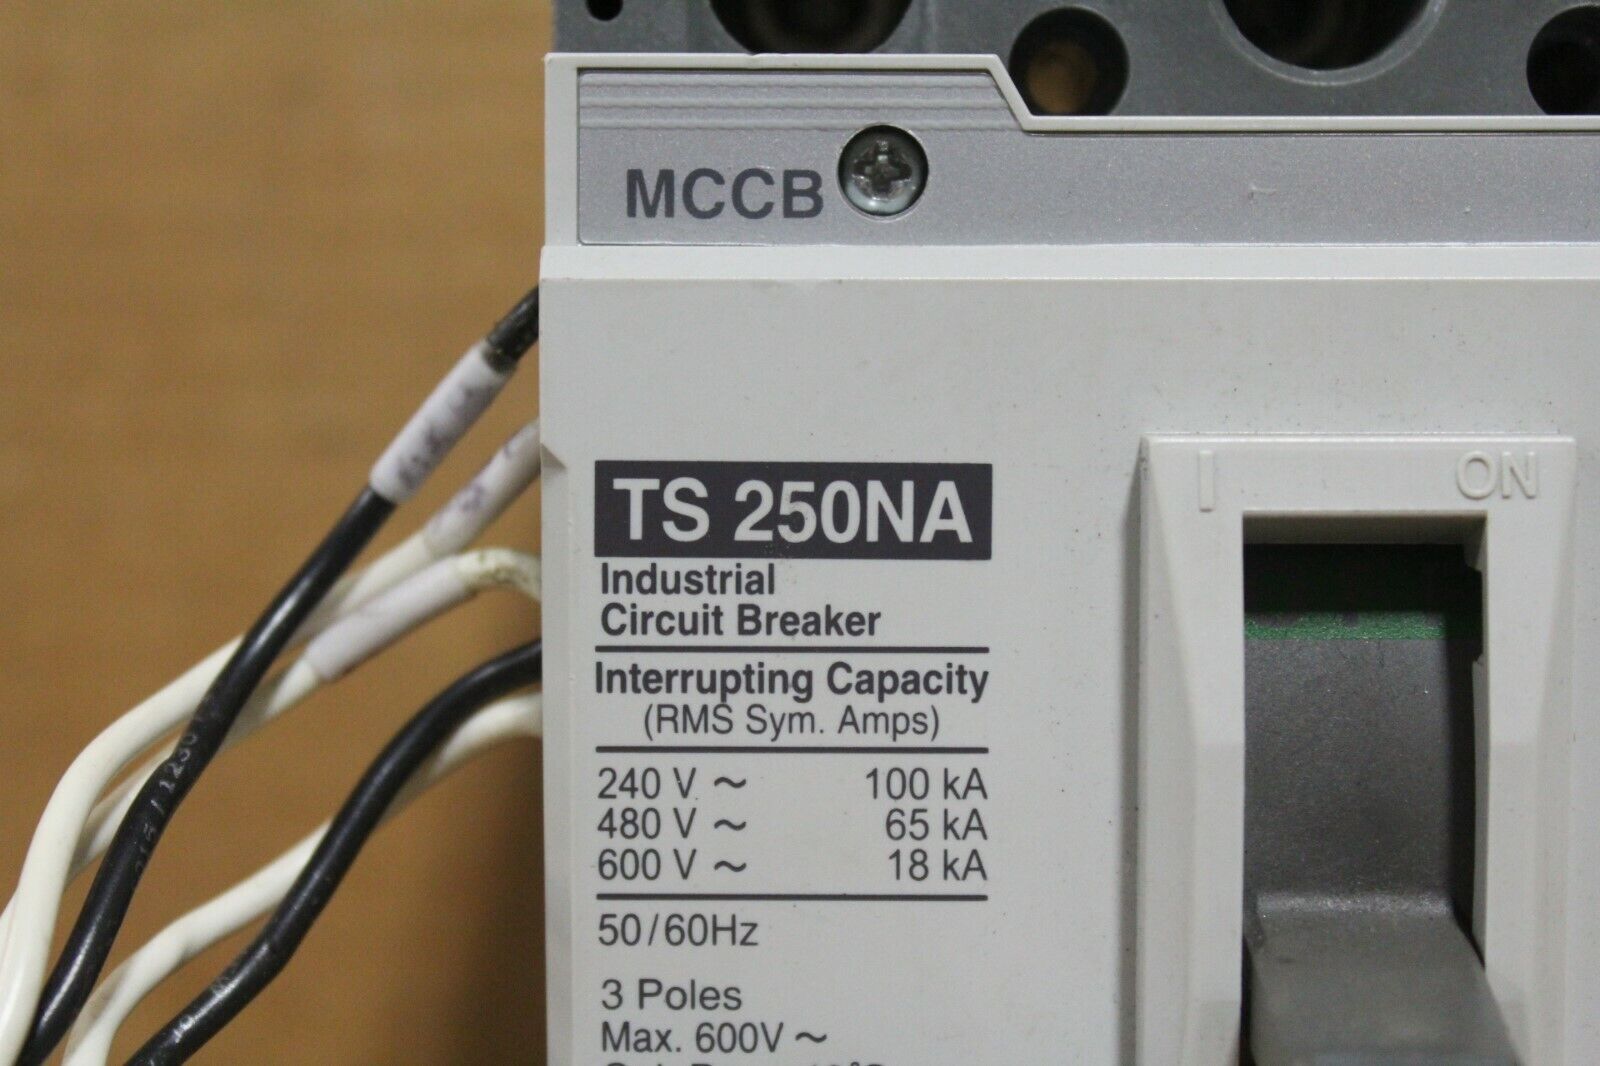 MCCB
TS 250NA
Industrial
Circuit Breaker
Interrupting Capacity
(RMS Sym. Amps)
240 V ~ 100 kA
480 V ~ 65 kA
600 V ~ 18 kA
50/60Hz
3 Poles
Max. 600V ~
I ON